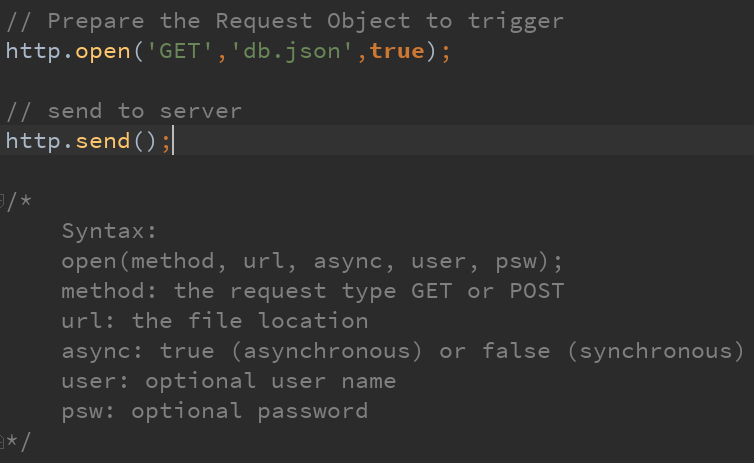 // Prepare the Request Object to trigger
http.open('GET','db.json',true);
// send to server
http.send();
/*
Syntax:
open(method, url, async, user, psw);
method: the request type GET or POST
url: the file location
async: true (asynchronous) or false (synchronous)
user: optional user name
psw: optional password
*/